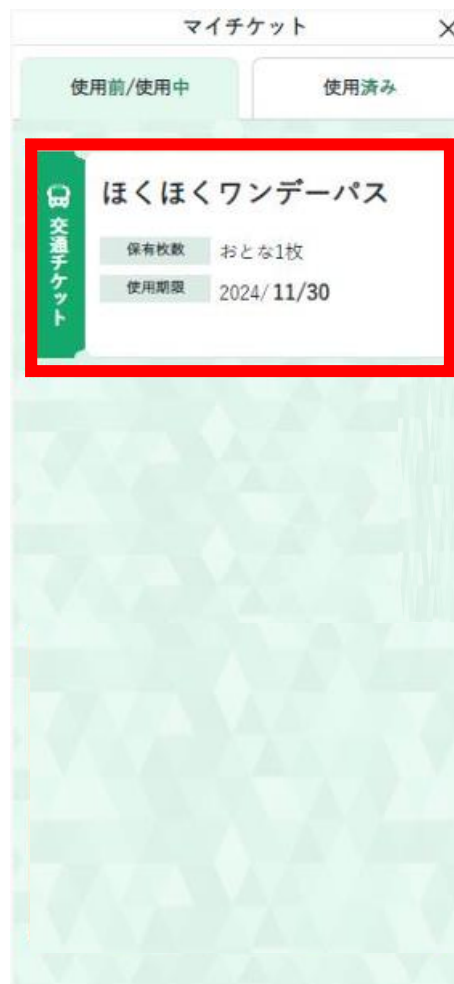 マイチケット
使用前/使用中
使用済み
交通チケット
ほくほくワンデーパス
保有枚数 おとな1枚
使用期限 2024/ 11/30